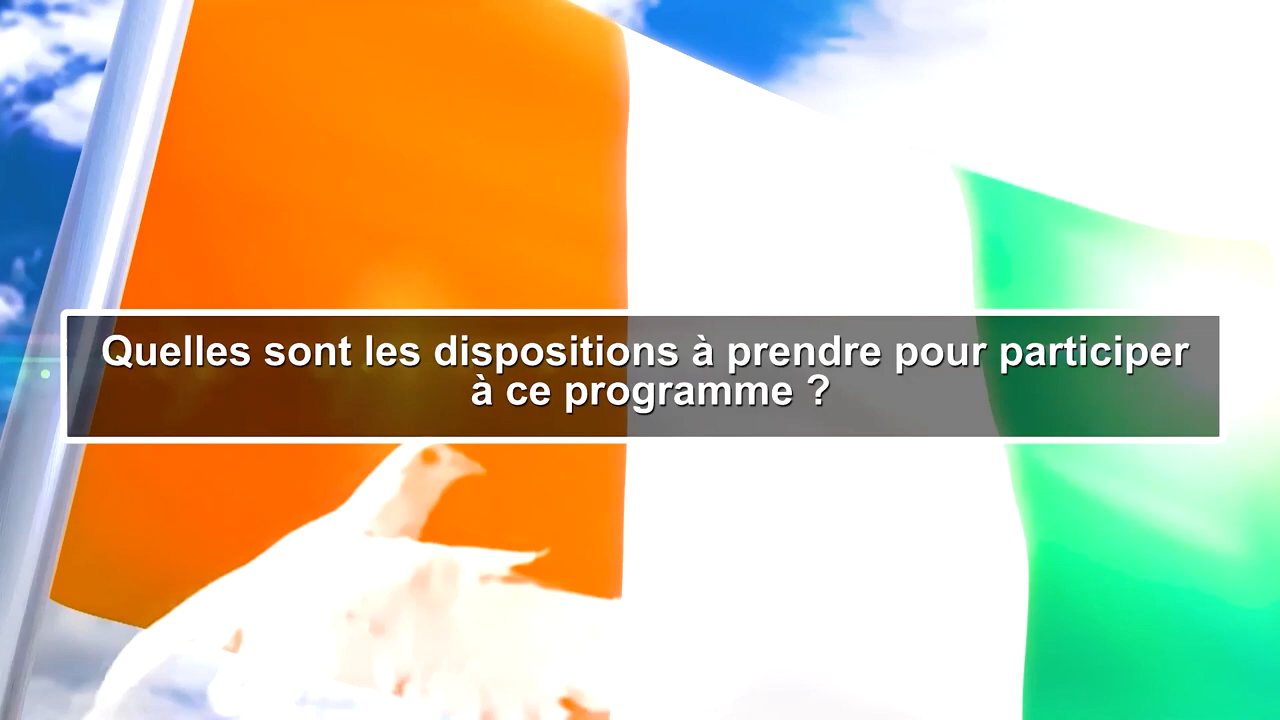 Quelles sont les dispositions à prendre pour participer
à ce programme ?